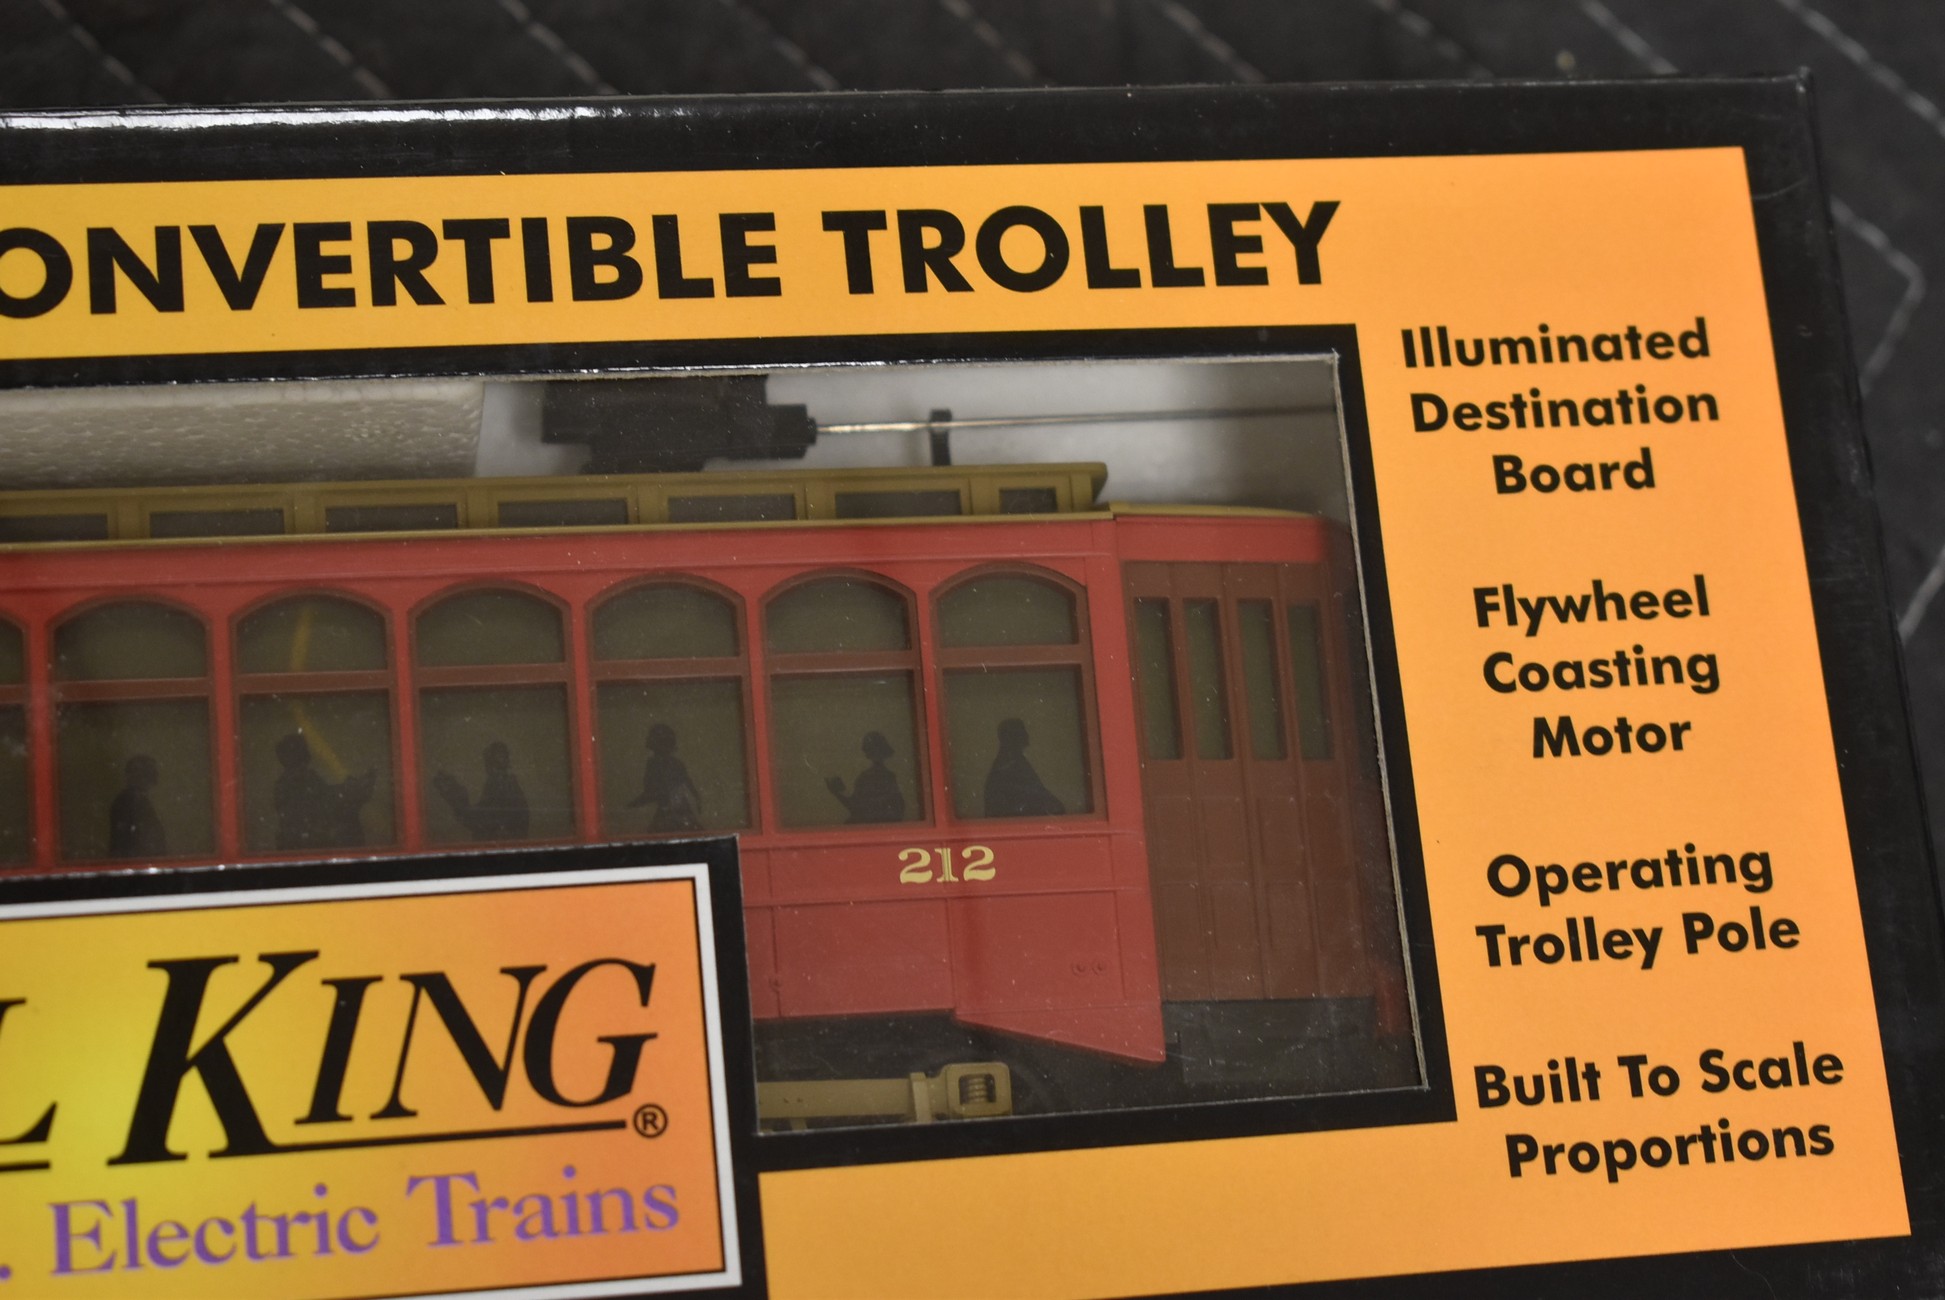 ONVERTIBLE TROLLEY
Illuminated
Destination
Board
Flywheel
Coasting
Motor
Operating
Trolley Pole
Built To Scale
Proportions
212
L KING®
. Electric Trains